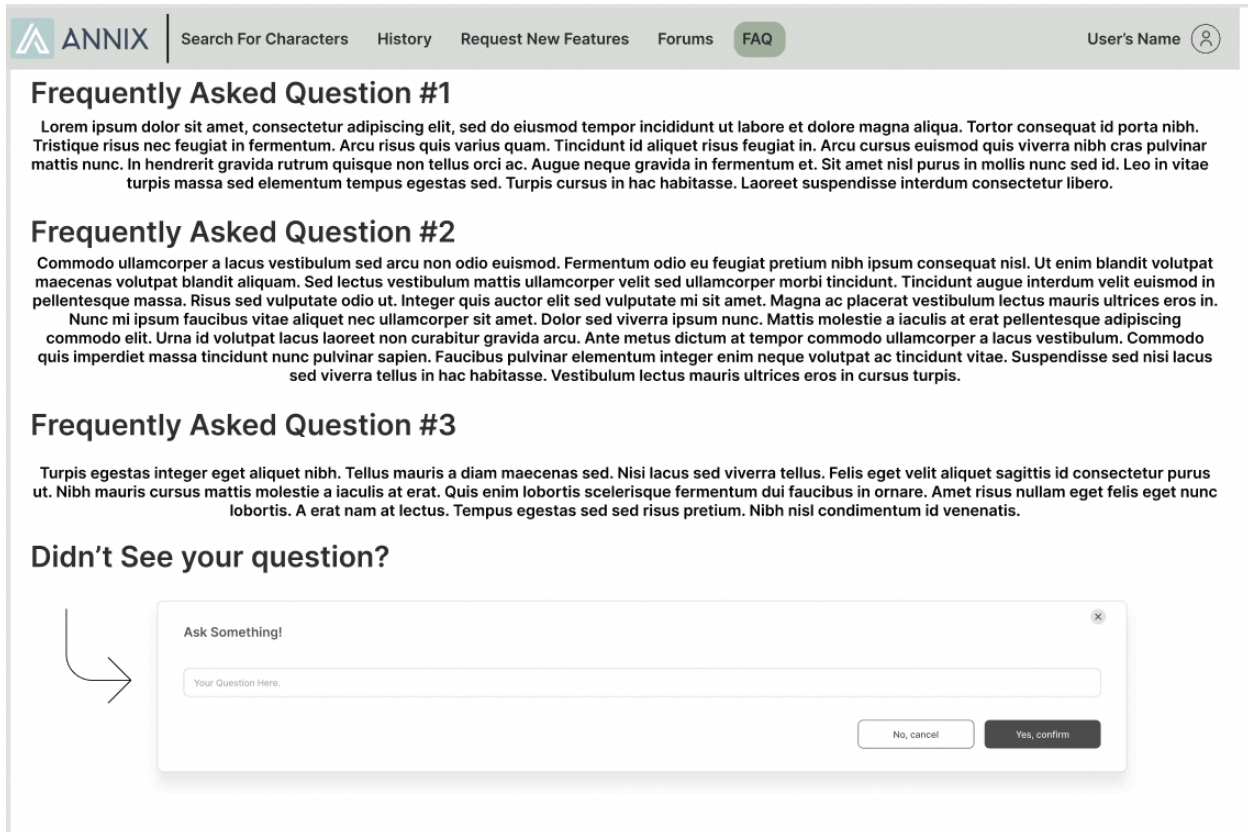 ANNIX
Search For Characters
History
Request New Features
Forums
FAQ
User's Name
Frequently Asked Question #1
Lorem ipsum dolor sit amet, consectetur adipiscing elit, sed do eiusmod tempor incididunt ut labore et dolore magna aliqua. Tortor consequat id porta nibh.
Tristique risus nec feugiat in fermentum. Arcu risus quis varius quam. Tincidunt id aliquet risus feugiat in. Arcu cursus euismod quis viverra nibh cras pulvinar
mattis nunc. In hendrerit gravida rutrum quisque non tellus orci ac. Augue neque gravida in fermentum et. Sit amet nisl purus in mollis nunc sed id. Leo in vitae
turpis massa sed elementum tempus egestas sed. Turpis cursus in hac habitasse. Laoreet suspendisse interdum consectetur libero.
Frequently Asked Question #2
Commodo ullamcorper a lacus vestibulum sed arcu non odio euismod. Fermentum odio eu feugiat pretium nibh ipsum consequat nisl. Ut enim blandit volutpat
maecenas volutpat blandit aliquam. Sed lectus vestibulum mattis ullamcorper velit sed ullamcorper morbi tincidunt. Tincidunt augue interdum velit euismod in
pellentesque massa. Risus sed vulputate odio ut. Integer quis auctor elit sed vulputate mi sit amet. Magna ac placerat vestibulum lectus mauris ultrices eros in.
Nunc mi ipsum faucibus vitae aliquet nec ullamcorper sit amet. Dolor sed viverra ipsum nunc. Mattis molestie a iaculis at erat pellentesque adipiscing
commodo elit. Urna id volutpat lacus laoreet non curabitur gravida arcu. Ante metus dictum at tempor commodo ullamcorper a lacus vestibulum. Commodo
quis imperdiet massa tincidunt nunc pulvinar sapien. Faucibus pulvinar elementum integer enim neque volutpat ac tincidunt vitae. Suspendisse sed nisi lacus
sed viverra tellus in hac habitasse. Vestibulum lectus mauris ultrices eros in cursus turpis.
Frequently Asked Question #3
Turpis egestas integer eget aliquet nibh. Tellus mauris a diam maecenas sed. Nisi lacus sed viverra tellus. Felis eget velit aliquet sagittis id consectetur purus
ut. Nibh mauris cursus mattis molestie a iaculis at erat. Quis enim lobortis scelerisque fermentum dui faucibus in ornare. Amet risus nullam eget felis eget nunc
lobortis. A erat nam at lectus. Tempus egestas sed sed risus pretium. Nibh nisl condimentum id venenatis.
Didn't See your question?
Ask Something!
Your Question Here.
No, cancel
Yes, confirm